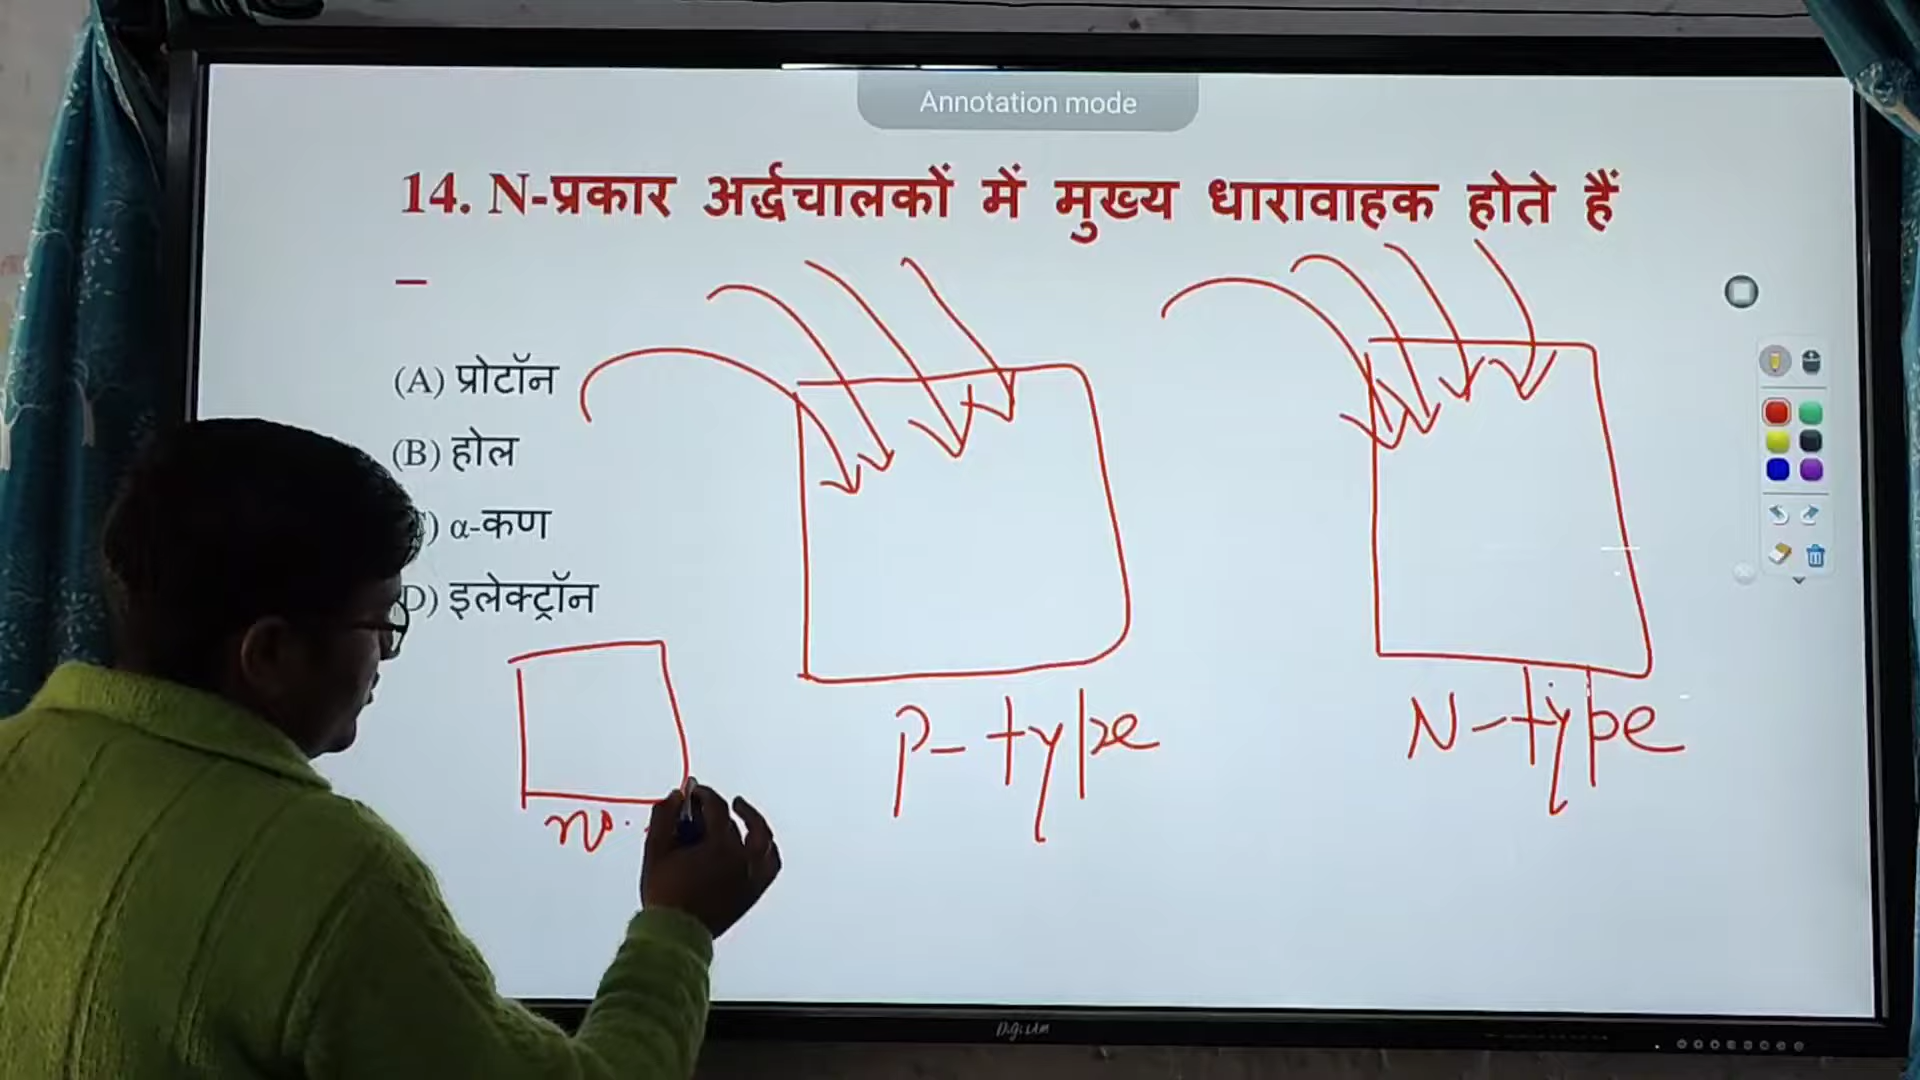 Annotation mode
14. N-प्रकार अर्द्धचालकों में मुख्य धारावाहक होते हैं
–
(A) प्रोटॉन
(B) होल
) α-कण
D) इलेक्ट्रॉन
P-type
N-type